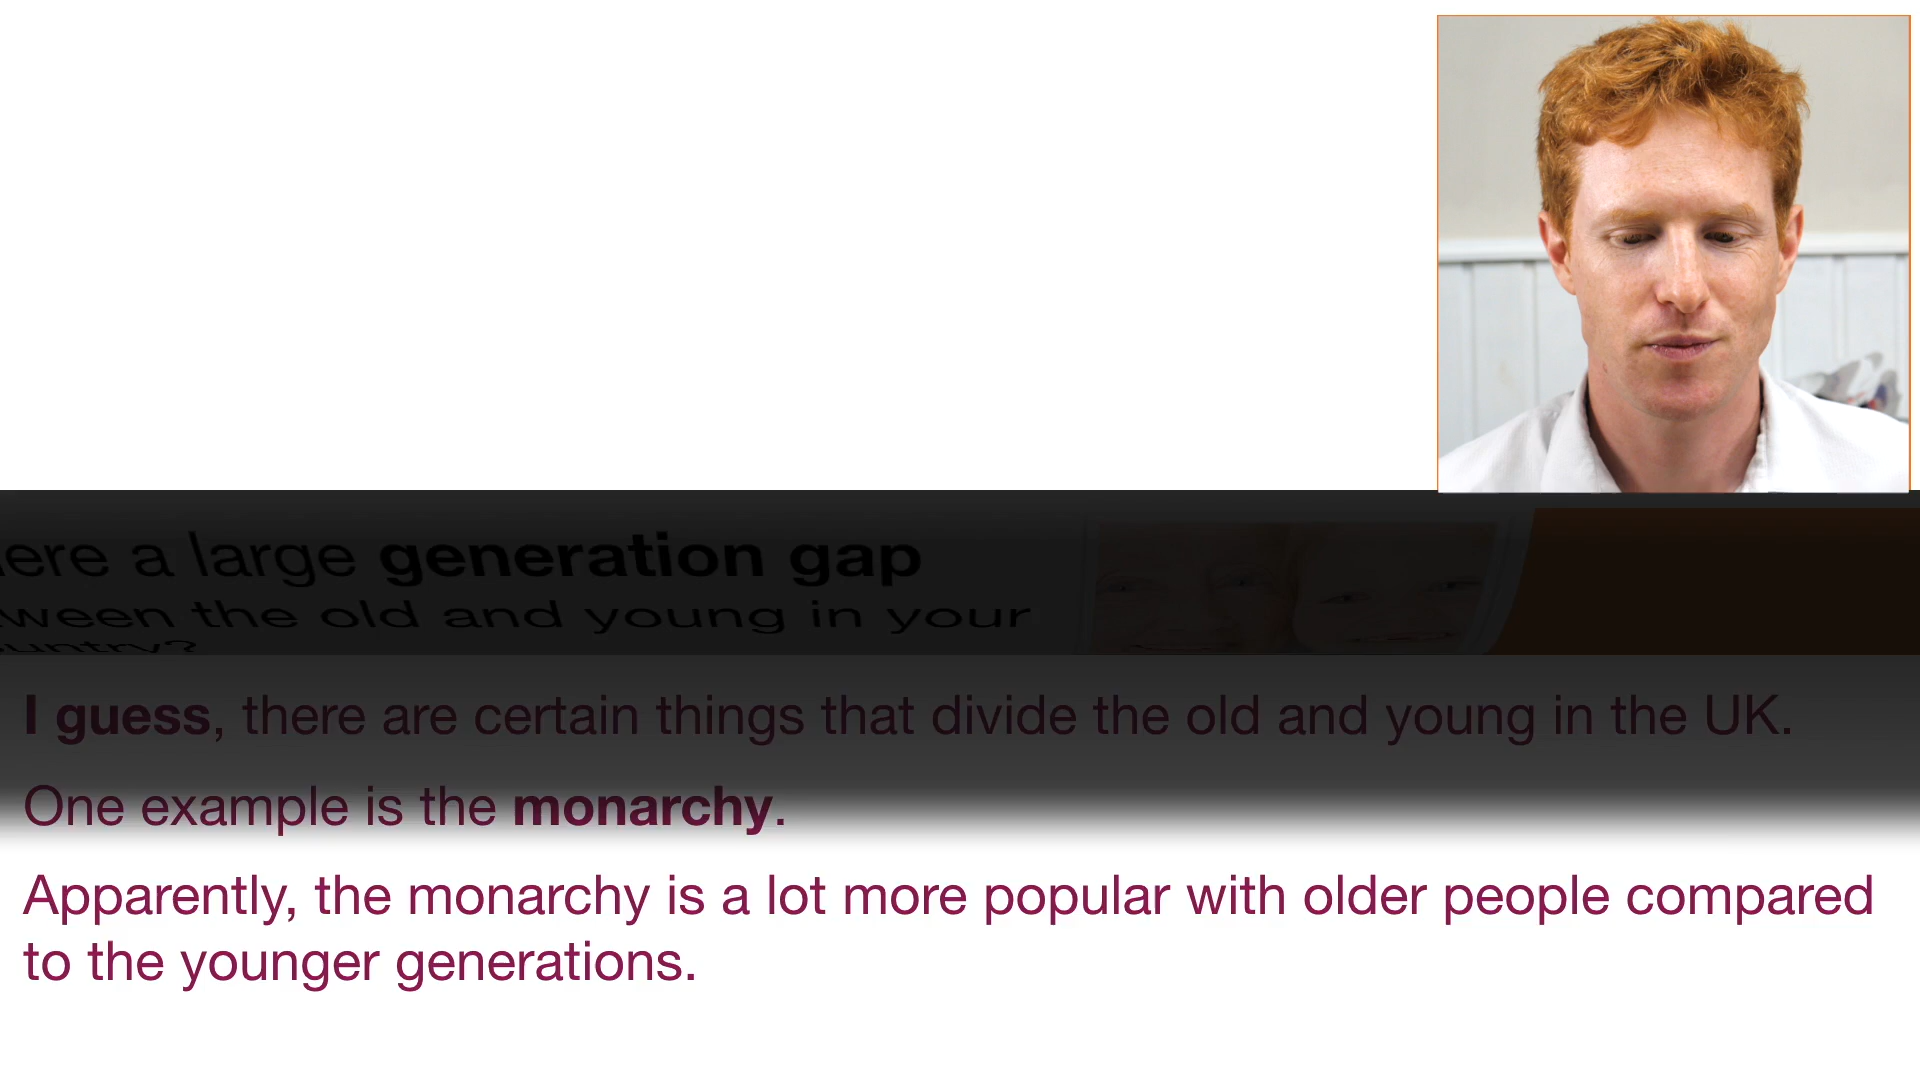 ere a large generation gap
ween the old and young in your
untry?
I guess, there are certain things that divide the old and young in the UK.
One example is the monarchy.
Apparently, the monarchy is a lot more popular with older people compared
to the younger generations.